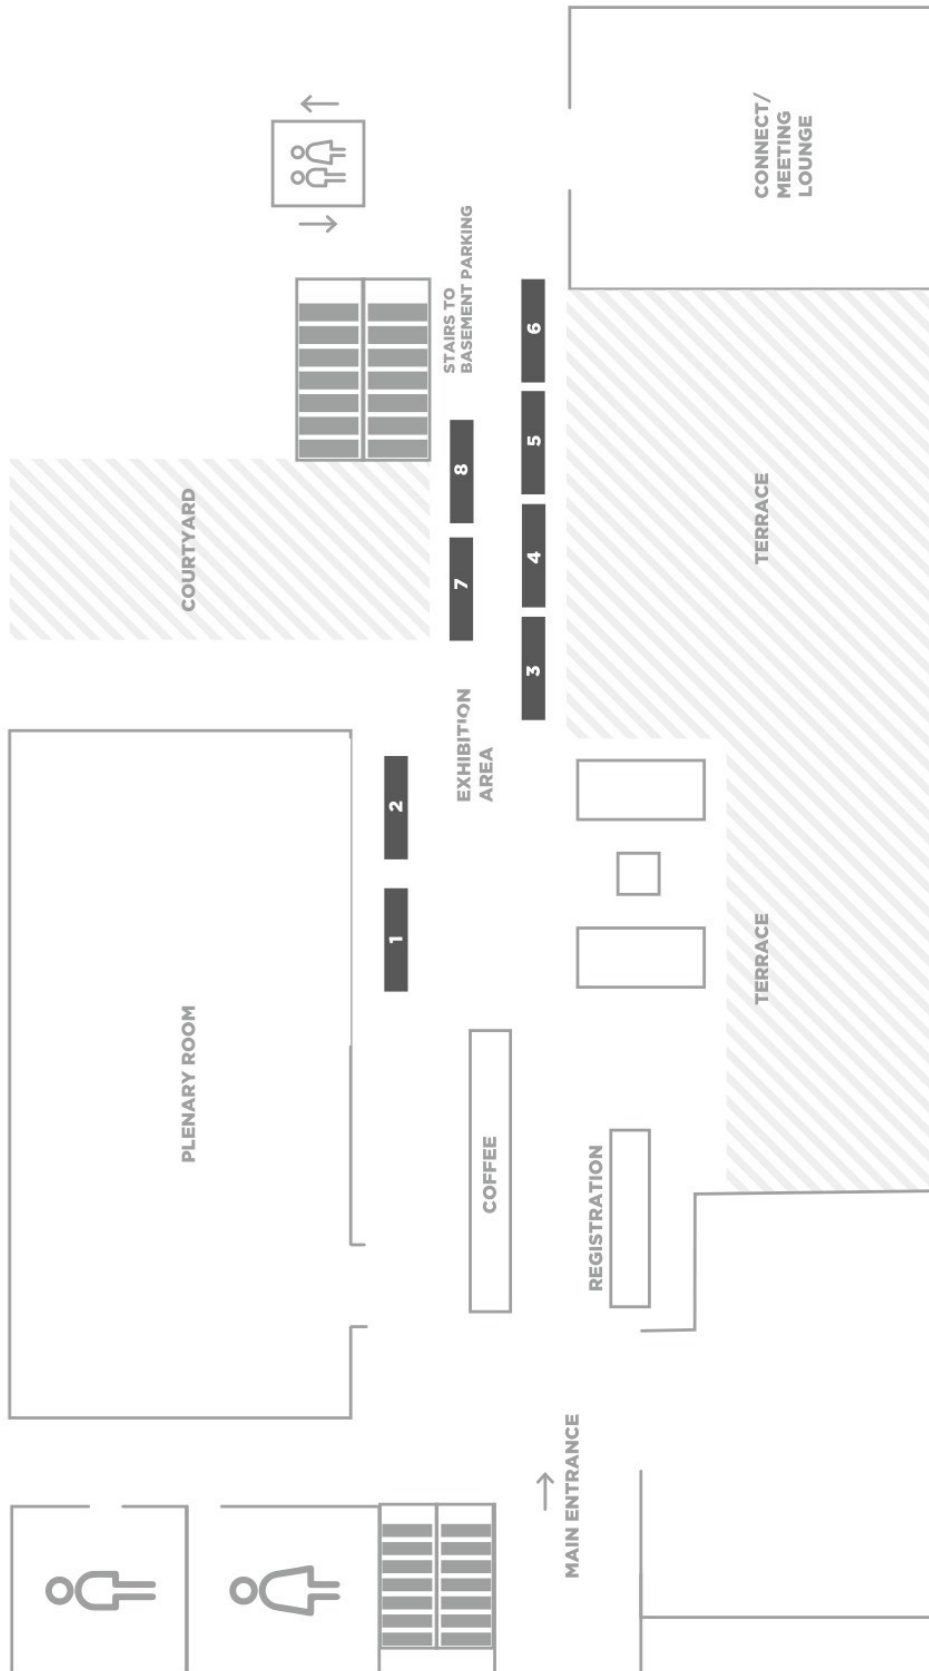 CONNECT/
MEETING
LOUNGE
STAIRS TO
BASEMENT PARKING
6
5
4
3
8
7
COURTYARD
TERRACE
EXHIBITION
AREA
2
1
TERRACE
PLENARY ROOM
COFFEE
REGISTRATION
MAIN ENTRANCE